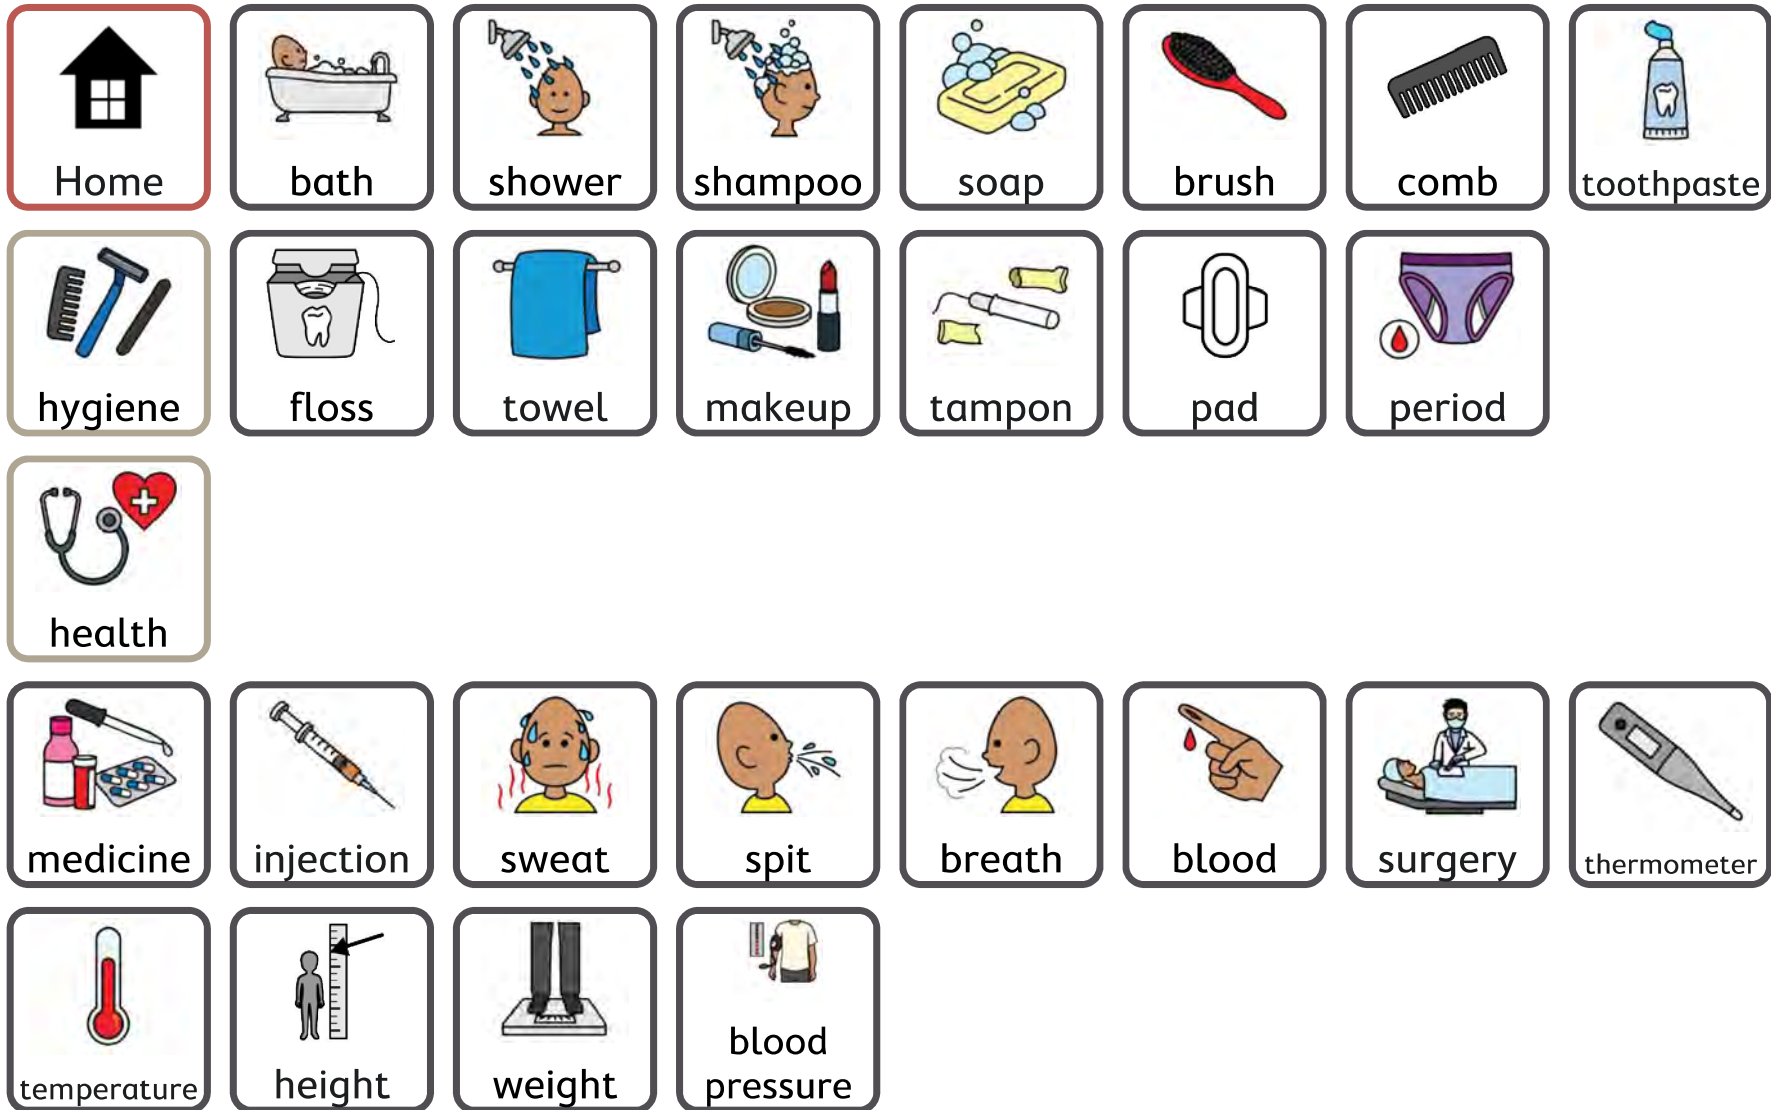 Home
bath
shower
shampoo
soap
brush
comb
toothpaste
hygiene
floss
towel
makeup
tampon
pad
period
health
medicine
injection
sweat
spit
breath
blood
surgery
thermometer
temperature
height
weight
blood
pressure